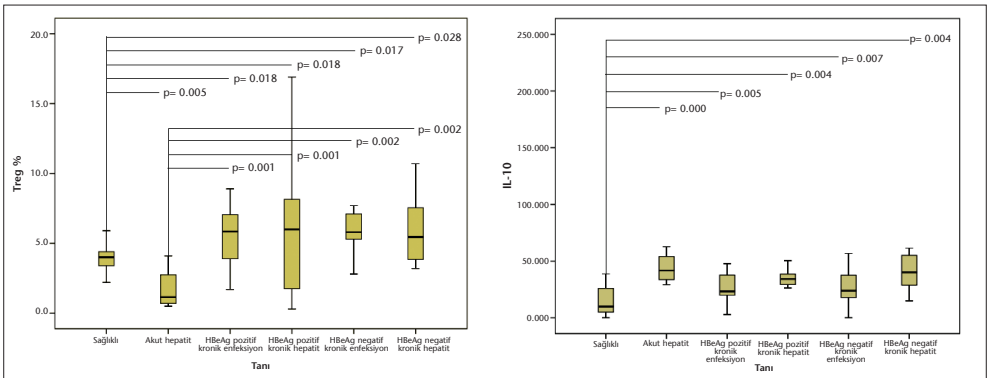 20.0
15.0
10.0
5.0
0.0
Treg %
p= 0.028
p= 0.017
p= 0.018
p= 0.018
p= 0.005
p= 0.002
p= 0.002
p= 0.001
p= 0.001
Sağlıklı
Akut hepatit
HBeAg pozitif
kronik enfeksiyon
HBeAg pozitif
kronik hepatit
HBeAg negatif
kronik enfeksiyon
HBeAg negatif
kronik hepatit
Tanı
250.000
200.000
150.000
100.000
50.000
0.000
IL-10
p= 0.004
p= 0.007
p= 0.004
p= 0.005
p= 0.000
Sağlıklı
Akut hepatit
HBeAg pozitif
kronik
enfeksiyon
HBeAg pozitif
kronik hepatit
HBeAg negatif
kronik
enfeksiyon
HBeAg negatif
kronik hepatit
Tanı